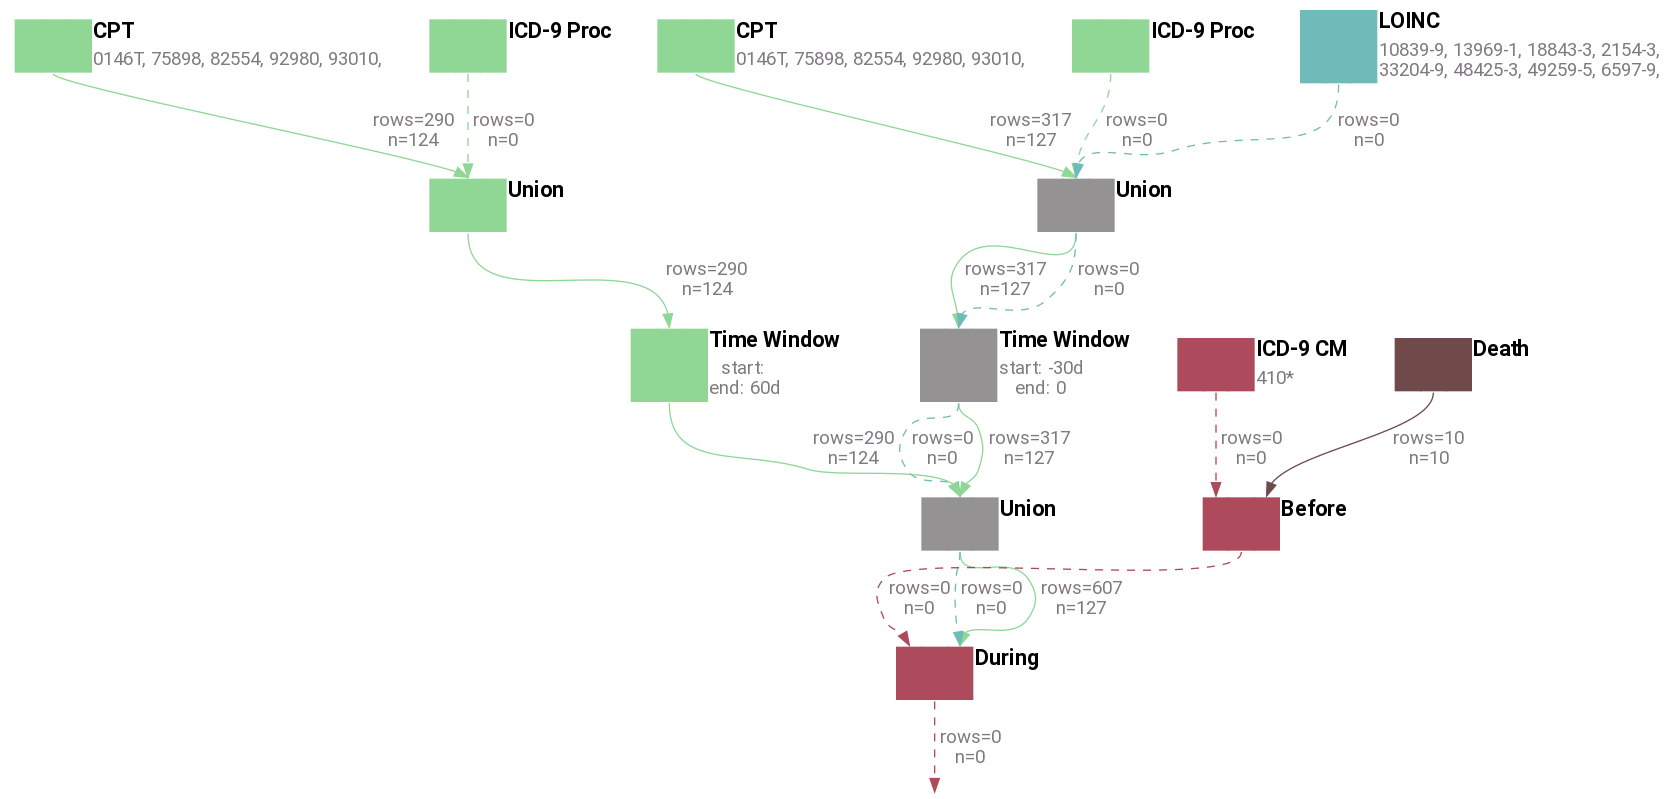 CPT
0146T, 75898, 82554, 92980, 93010,
ICD-9 Proc
CPT
0146T, 75898, 82554, 92980, 93010,
ICD-9 Proc
LOINC
10839-9, 13969-1, 18843-3, 2154-3,
33204-9, 48425-3, 49259-5, 6597-9,
rows=290
n=124
rows=0
n=0
rows=317
n=127
rows=0
n=0
rows=0
n=0
Union
Union
rows=290
n=124
rows=317
n=127
rows=0
n=0
Time Window
start:
end: 60d
Time Window
start: -30d
end: 0
ICD-9 CM
410*
Death
rows=290
n=124
rows=0
n=0
rows=317
n=127
rows=0
n=0
rows=10
n=10
Union
Before
rows=0
n=0
rows=0
n=0
rows=607
n=127
During
rows=0
n=0